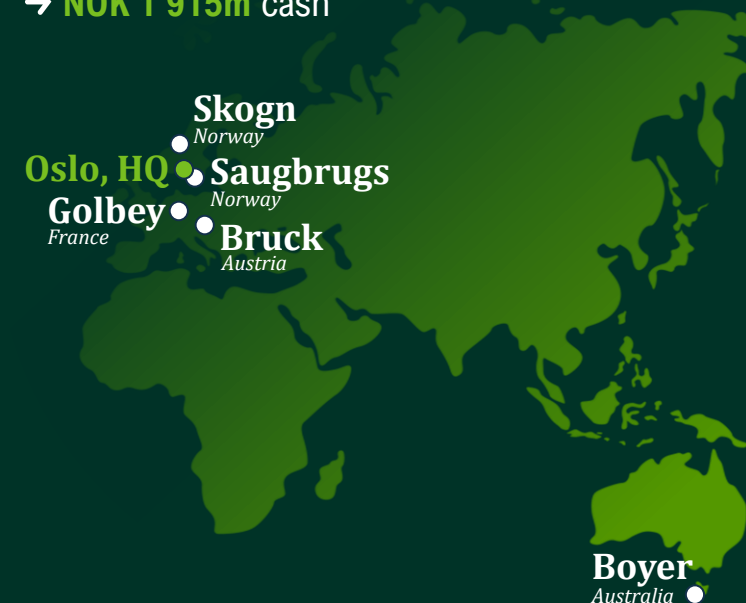 → NOK 1 915m cash
Skogn
Norway
Oslo, HQ
Saugbrugs
Norway
Golbey
France
Bruck
Austria
Boyer
Australia